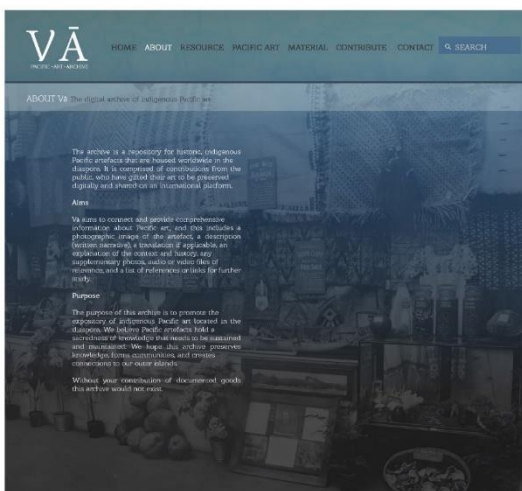 VĀ
PACIFIC • ART • ARCHIVE
HOME ABOUT RESOURCE PACIFIC ART MATERIAL CONTRIBUTE CONTACT SEARCH
ABOUT Vā The digital archive of indigenous Pacific art
The archive is a repository for historic, indigenous
Pacific artefacts that are housed worldwide in the
diaspora. It is comprised of contributions from the
public, who have gifted their art to be preserved
digitally and shared on an international platform.
Aims
Va aims to connect and provide comprehensive
information about Pacific art, and this includes a
photographic image of the artefact, a description
(written narrative), a translation if applicable, an
explanation of the context and history, any
supplementary photos, audio or video files of
relevance, and a list of references or links for further
study.
Purpose
The purpose of this archive is to promote the
expository of indigenous Pacific art located in the
diaspora. We believe Pacific artefacts hold a
sacredness of knowledge that needs to be sustained
and maintained. We hope this archive preserves
knowledge, forms communities, and creates
connections to our outer islands.
Without your contribution of documented goods
this archive would not exist.